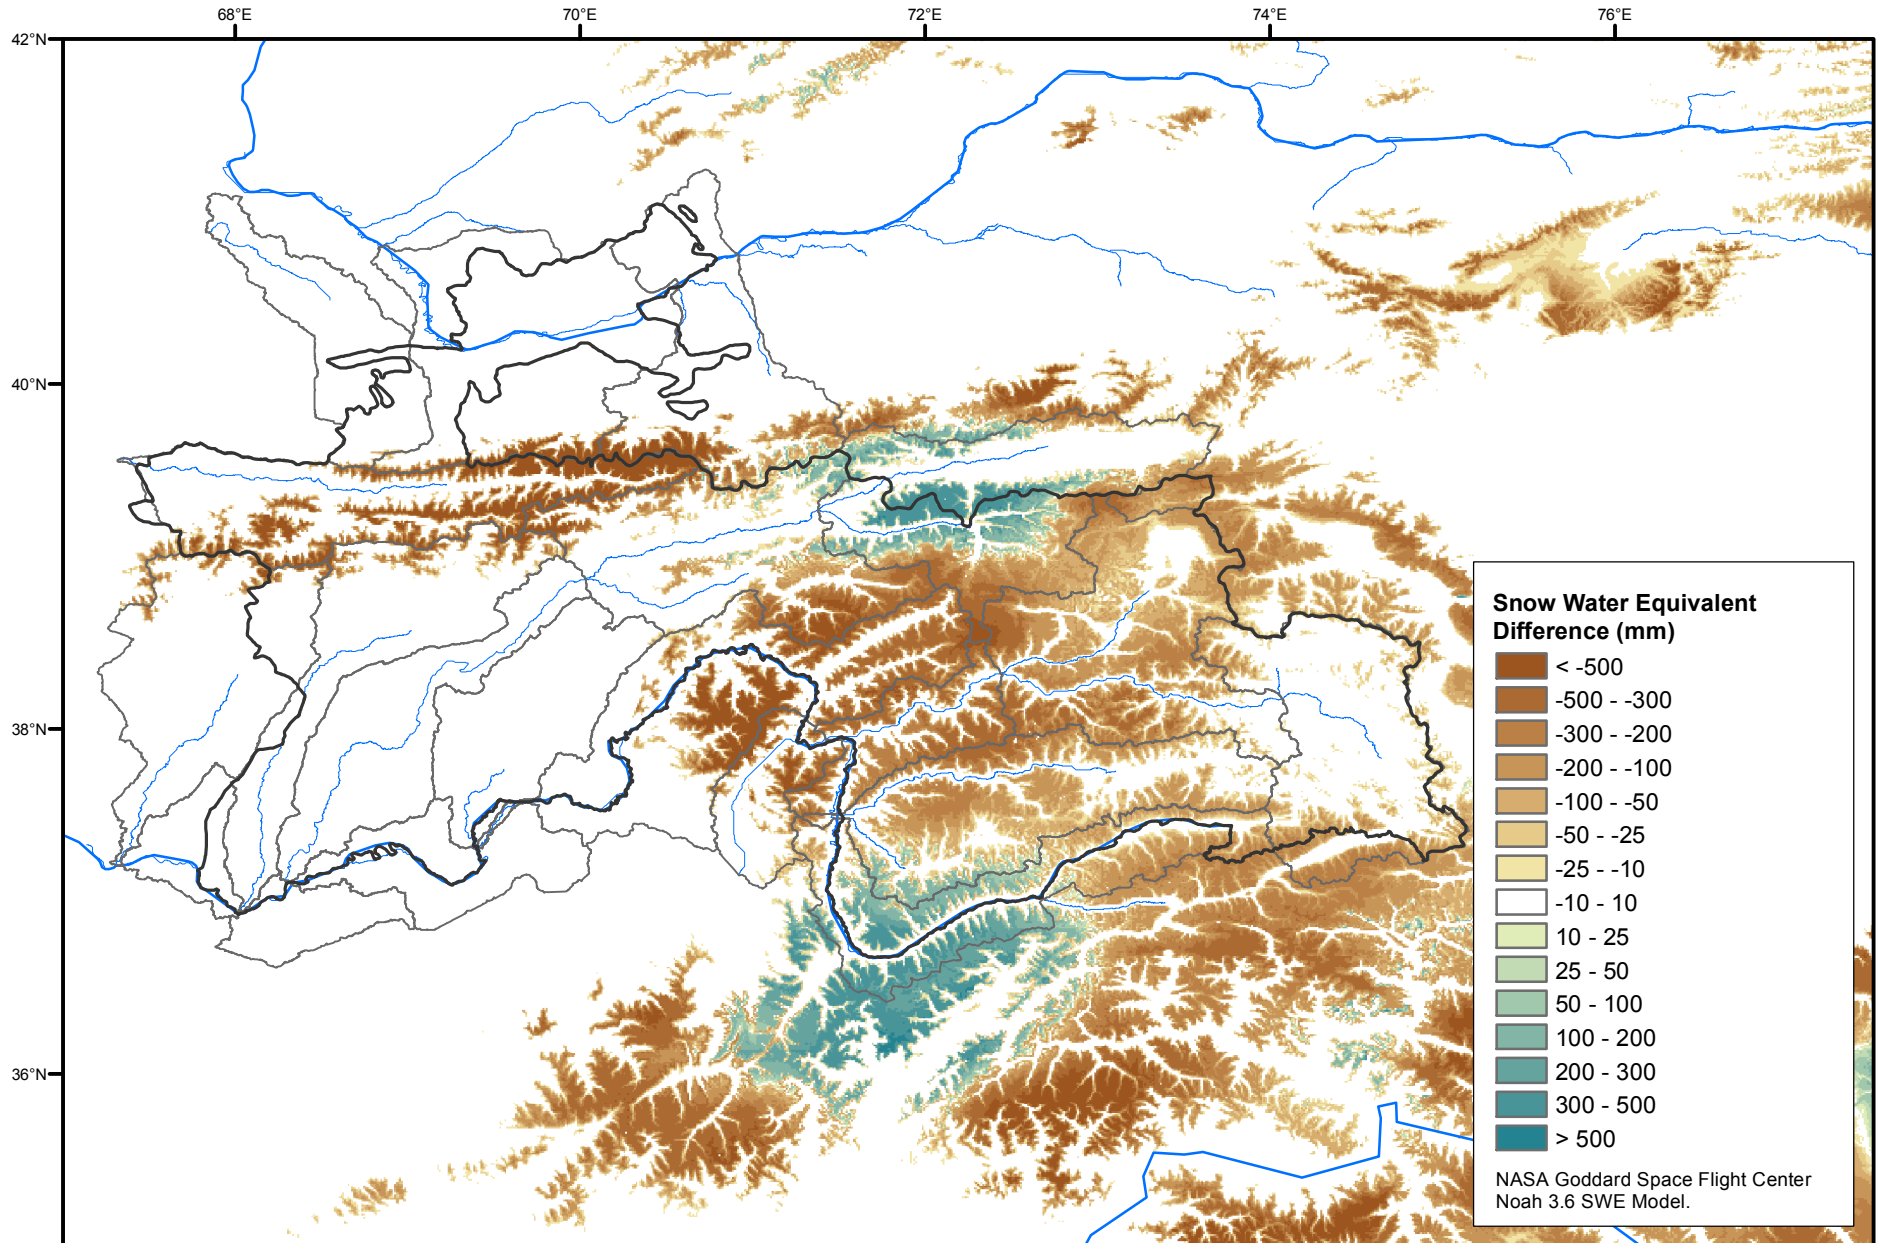 68°E
70°E
72°E
74°E
76°E
42°N
40°N
38°N
36°N
Snow Water Equivalent
Difference (mm)
< -500
-500 - -300
-300 - -200
-200 - -100
-100 - -50
-50 - -25
-25 - -10
-10 - 10
10 - 25
25 - 50
50 - 100
100 - 200
200 - 300
300 - 500
> 500
NASA Goddard Space Flight Center
Noah 3.6 SWE Model.